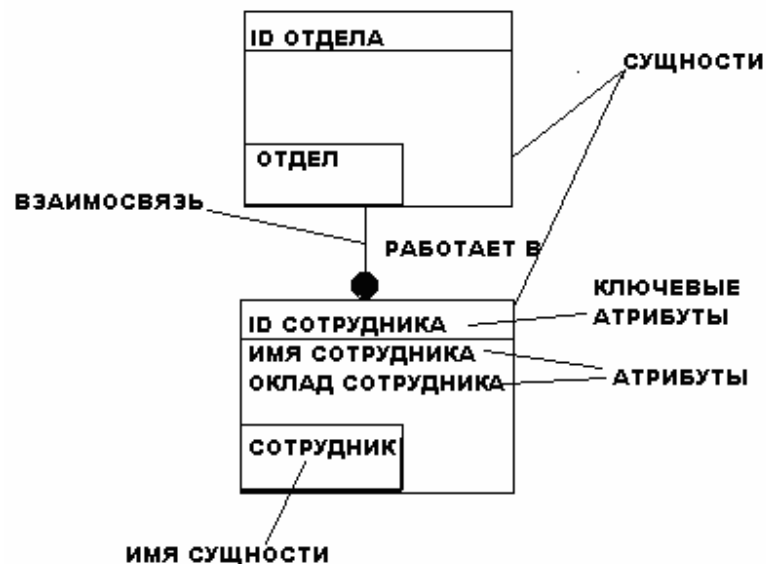 ID ОТДЕЛА
СУЩНОСТИ
ОТДЕЛ
ВЗАИМОСВЯЗЬ
РАБОТАЕТ В
КЛЮЧЕВЫЕ
АТРИБУТЫ
ID СОТРУДНИКА
ИМЯ СОТРУДНИКА
ОКЛАД СОТРУДНИКА
АТРИБУТЫ
СОТРУДНИК
ИМЯ СУЩНОСТИ